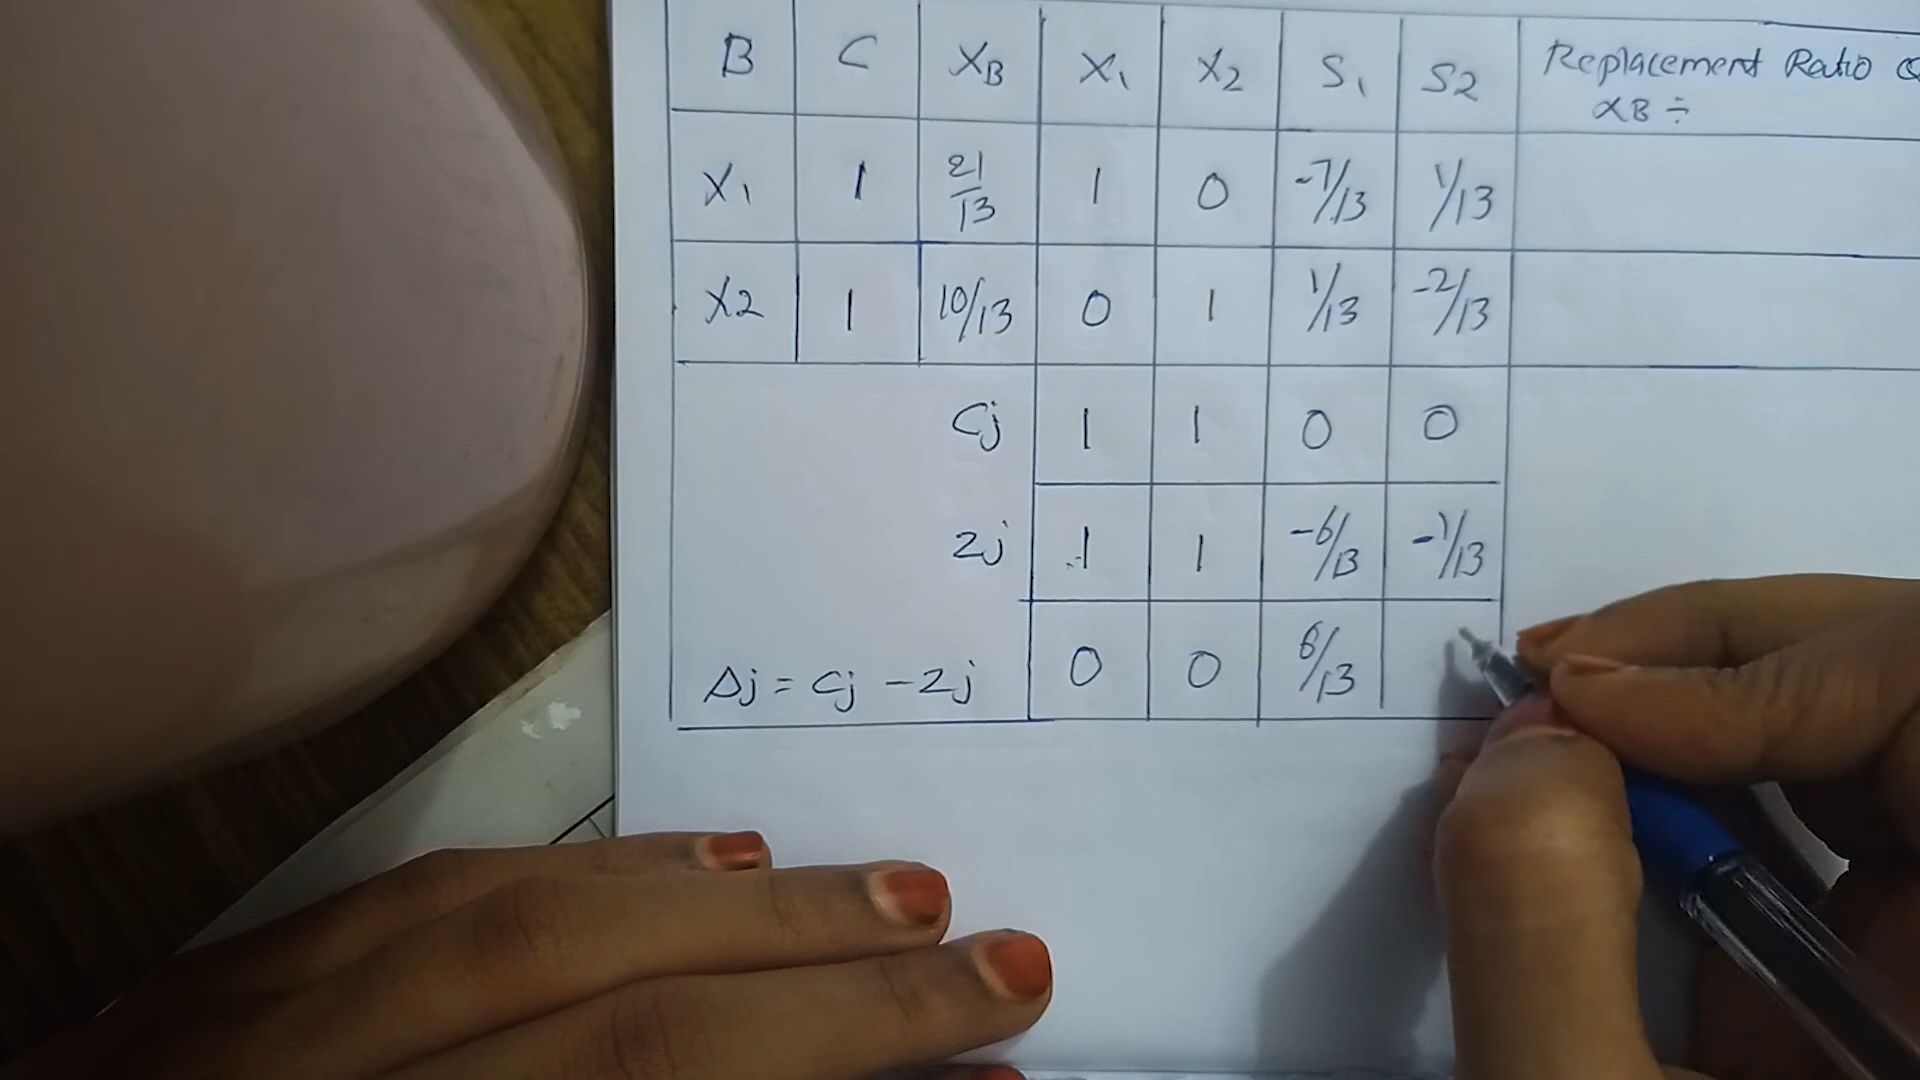 B C XB X1 X2 S1 S2 Replacement Ratio
XB ÷
X1 1 21/13 1 0 -7/13 1/13
X2 1 10/13 0 1 1/13 -2/13
Cj 1 1 0 0
Zj 1 1 -6/13 -1/13
Δj = Cj - Zj 0 0 6/13